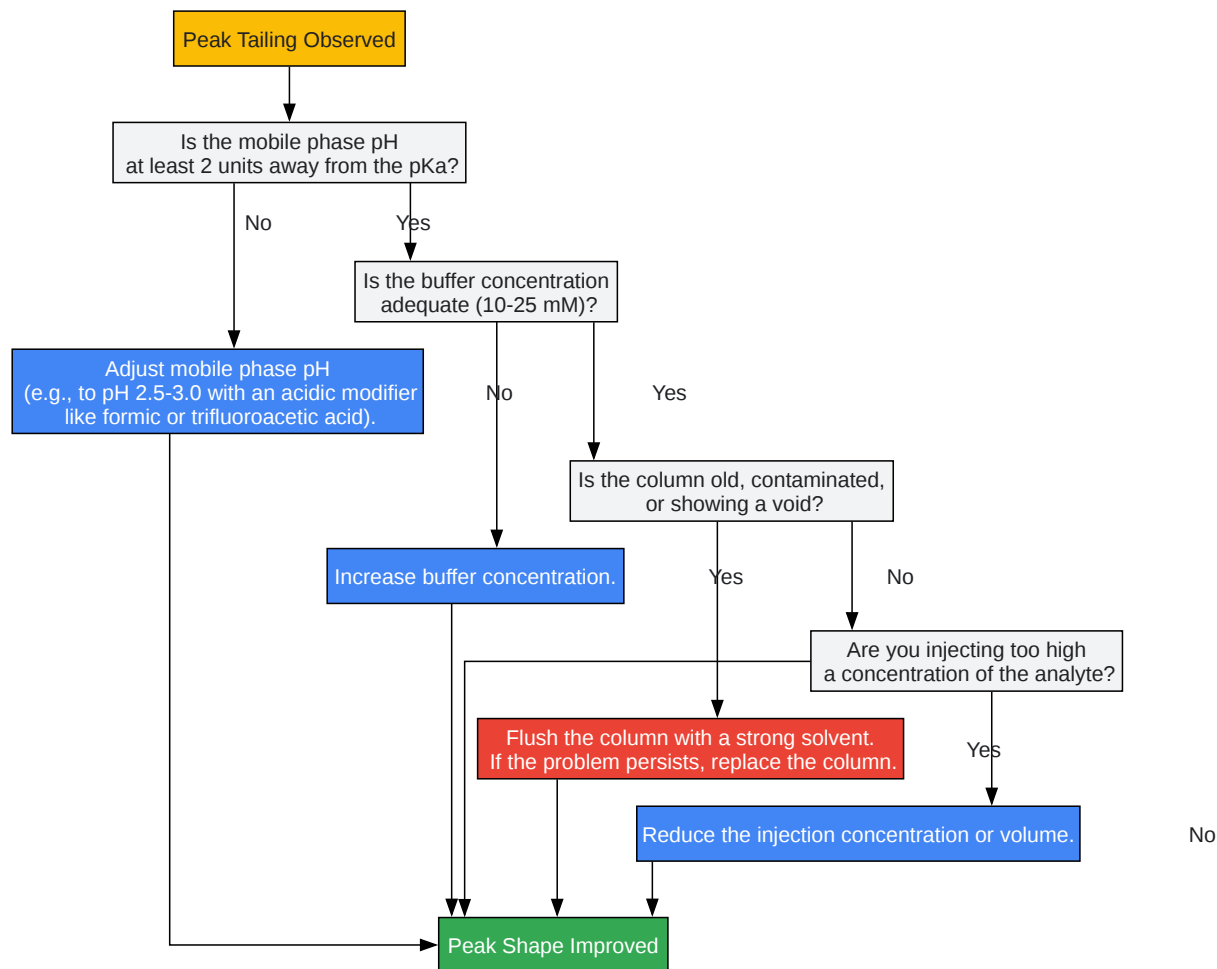 Peak Tailing Observed
Is the mobile phase pH
at least 2 units away from the pKa?
No
Yes
Is the buffer concentration
adequate (10-25 mM)?
Adjust mobile phase pH
(e.g., to pH 2.5-3.0 with an acidic modifier
like formic or trifluoroacetic acid).
No
Yes
Is the column old, contaminated,
or showing a void?
Increase buffer concentration.
Yes
No
Are you injecting too high
a concentration of the analyte?
Flush the column with a strong solvent.
If the problem persists, replace the column.
Yes
Reduce the injection concentration or volume.
No
Peak Shape Improved